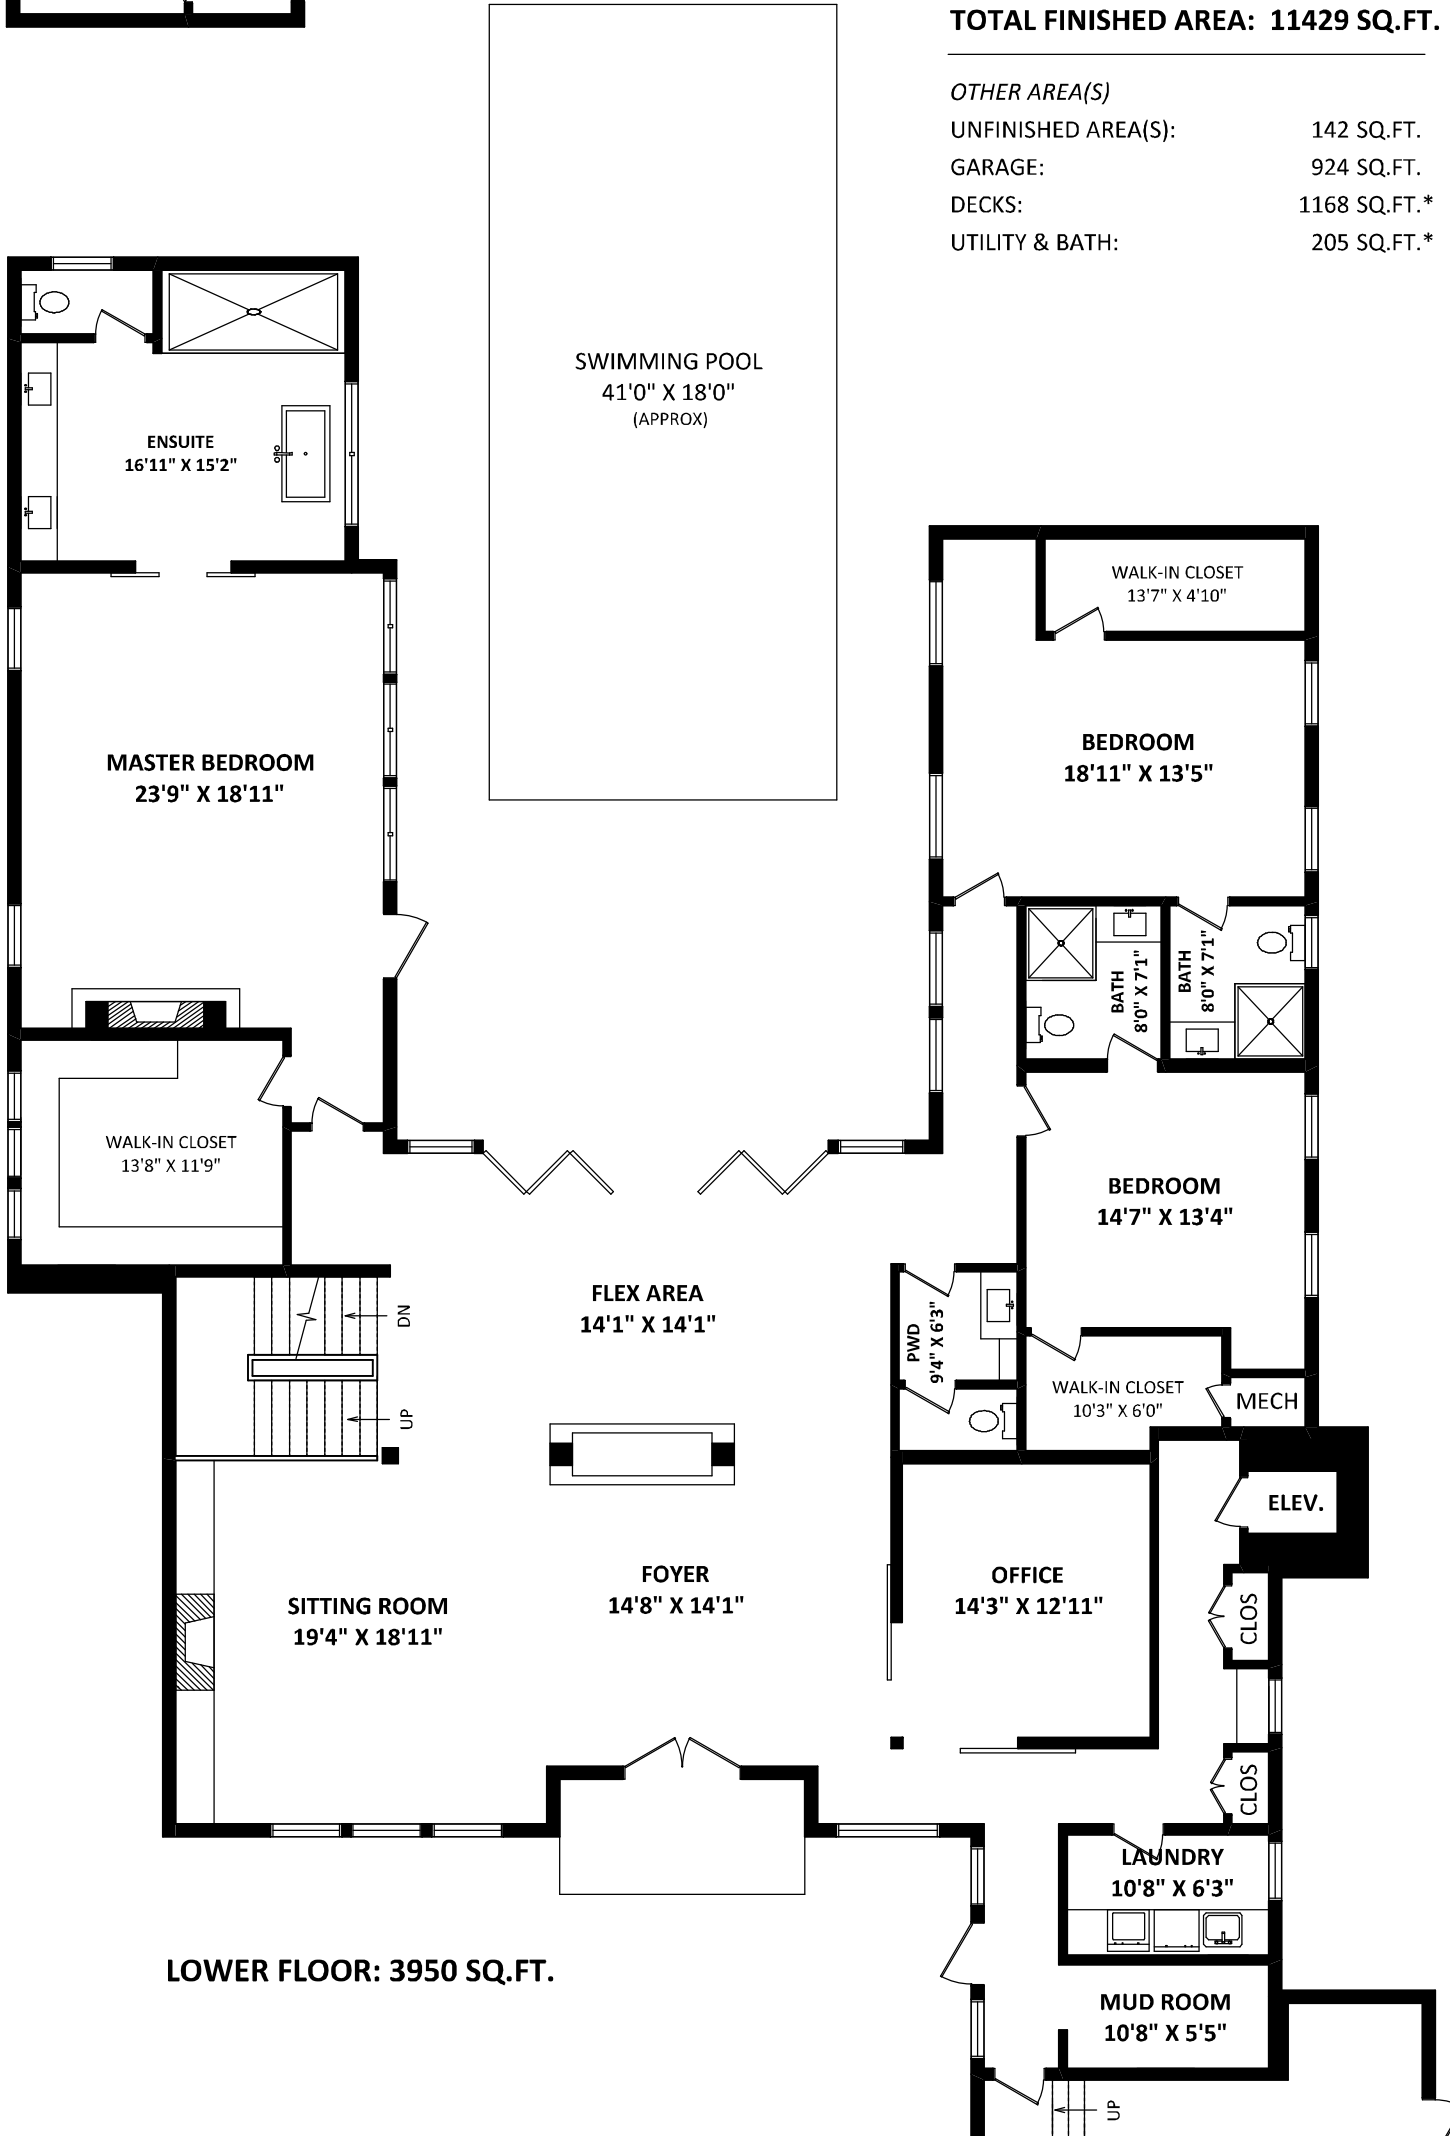 TOTAL FINISHED AREA: 11429 SQ.FT.
OTHER AREA(S)
UNFINISHED AREA(S): 142 SQ.FT.
GARAGE: 924 SQ.FT.
DECKS: 1168 SQ.FT.*
UTILITY & BATH: 205 SQ.FT.*
SWIMMING POOL
41'0" X 18'0"
(APPROX)
ENSUITE
16'11" X 15'2"
WALK-IN CLOSET
13'7" X 4'10"
MASTER BEDROOM
23'9" X 18'11"
BEDROOM
18'11" X 13'5"
BATH
8'0" X 7'1"
BATH
8'0" X 7'1"
WALK-IN CLOSET
13'8" X 11'9"
BEDROOM
14'7" X 13'4"
FLEX AREA
14'1" X 14'1"
DN
UP
PWD
9'4" X 6'3"
WALK-IN CLOSET
10'3" X 6'0"
MECH
ELEV.
SITTING ROOM
19'4" X 18'11"
FOYER
14'8" X 14'1"
OFFICE
14'3" X 12'11"
CLOS
CLOS
LAUNDRY
10'8" X 6'3"
LOWER FLOOR: 3950 SQ.FT.
MUD ROOM
10'8" X 5'5"
UP